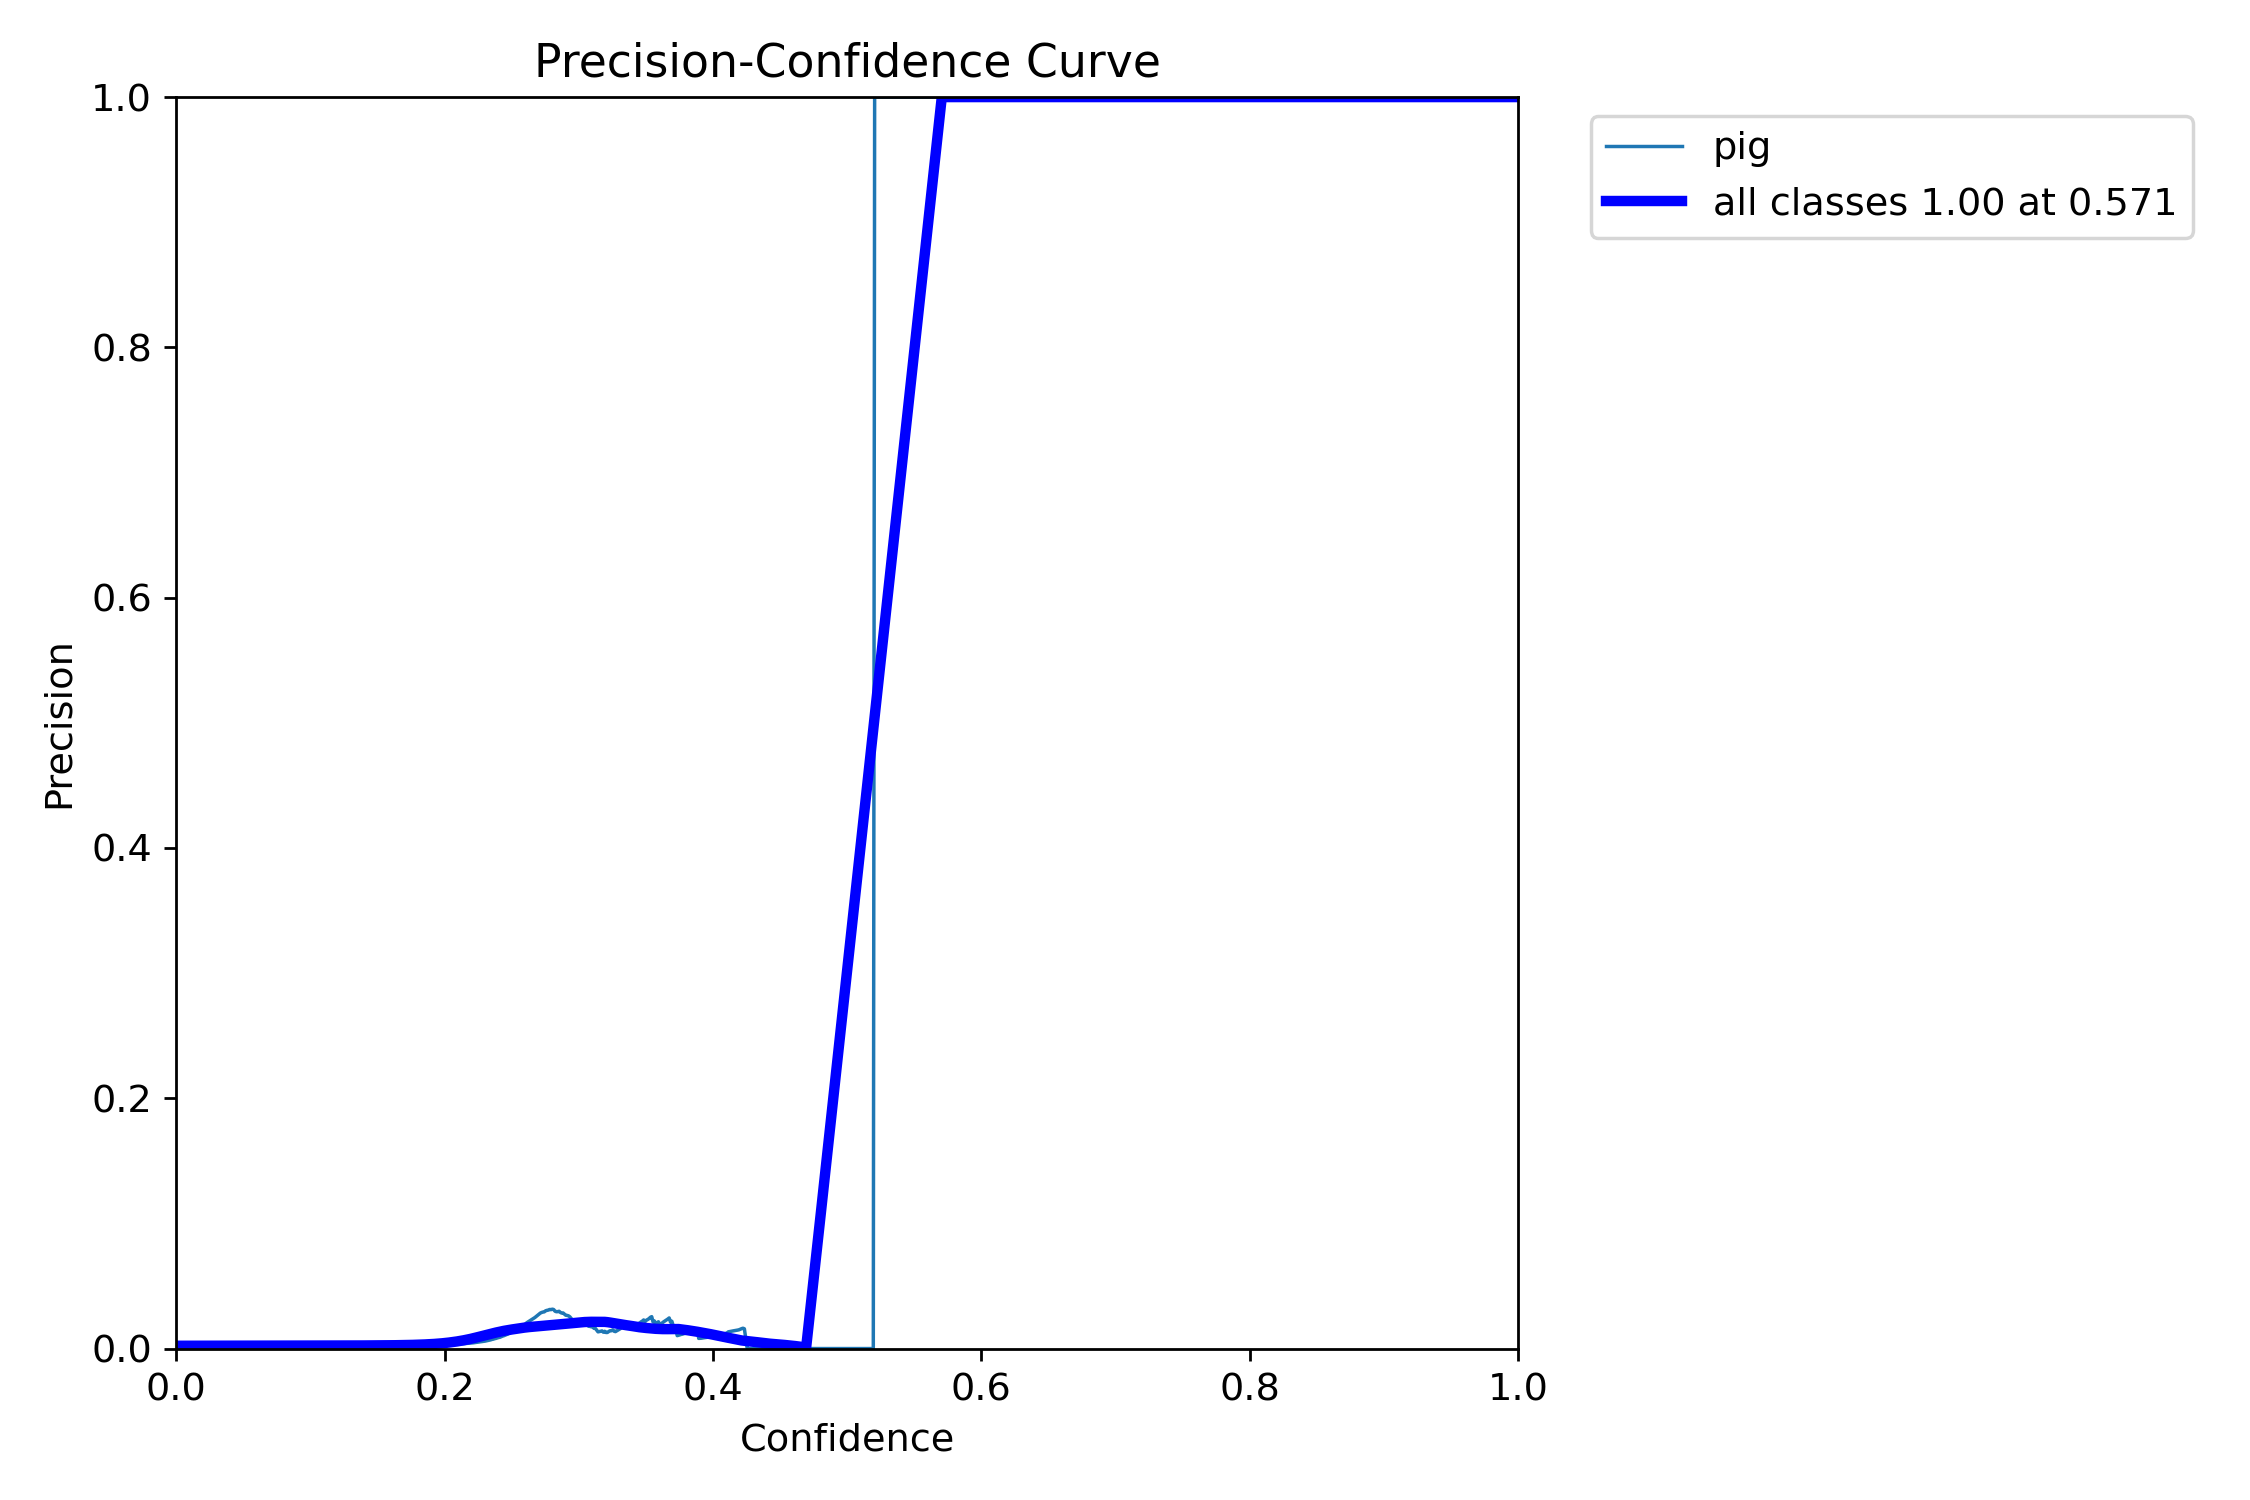 Precision-Confidence Curve
1.0
0.8
0.6
0.4
0.2
0.0
Precision
0.0 0.2 0.4 0.6 0.8 1.0
Confidence
pig
all classes 1.00 at 0.571